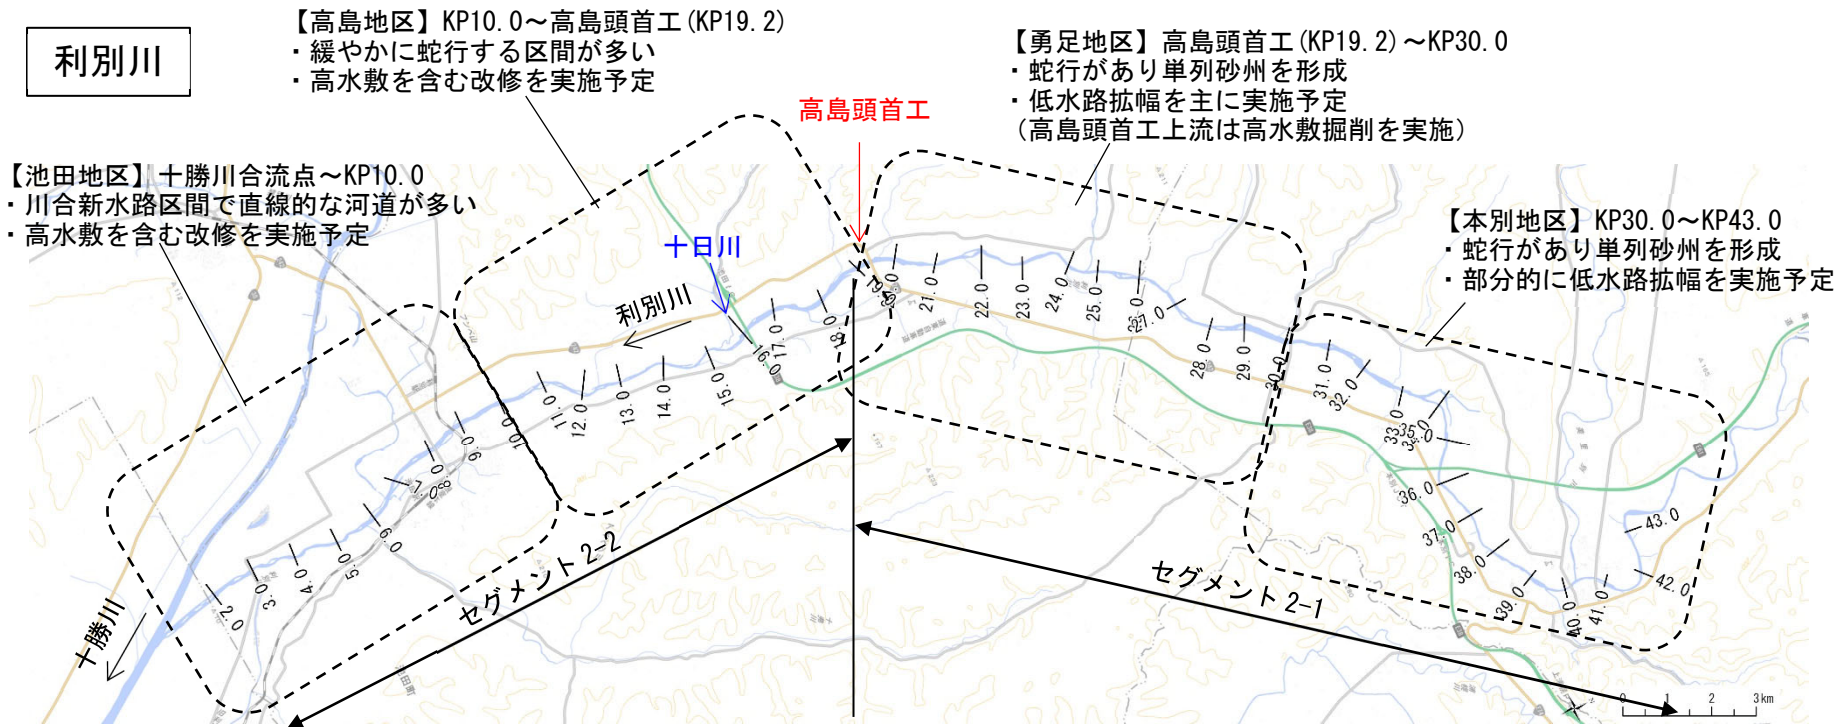 利別川
【高島地区】KP10.0～高島頭首工(KP19.2)
・緩やかに蛇行する区間が多い
・高水敷を含む改修を実施予定
【勇足地区】高島頭首工(KP19.2)～KP30.0
・蛇行があり単列砂州を形成
・低水路拡幅を主に実施予定
（高島頭首工上流は高水敷掘削を実施）
高島頭首工
【池田地区】十勝川合流点～KP10.0
・川合新水路区間で直線的な河道が多い
・高水敷を含む改修を実施予定
【本別地区】KP30.0～KP43.0
・蛇行があり単列砂州を形成
・部分的に低水路拡幅を実施予定
十日川
利別川
十勝川
2.0
3.0
4.0
5.0
6.0
7.0
8.0
9.0
10.0
11.0
12.0
13.0
14.0
15.0
16.0
17.0
18.0
21.0
22.0
23.0
24.0
25.0
27.0
28.0
29.0
30.0
31.0
32.0
33.0
36.0
37.0
38.0
39.0
40.0
41.0
42.0
43.0
セグメント2-2
セグメント2-1
0 1 2 3km